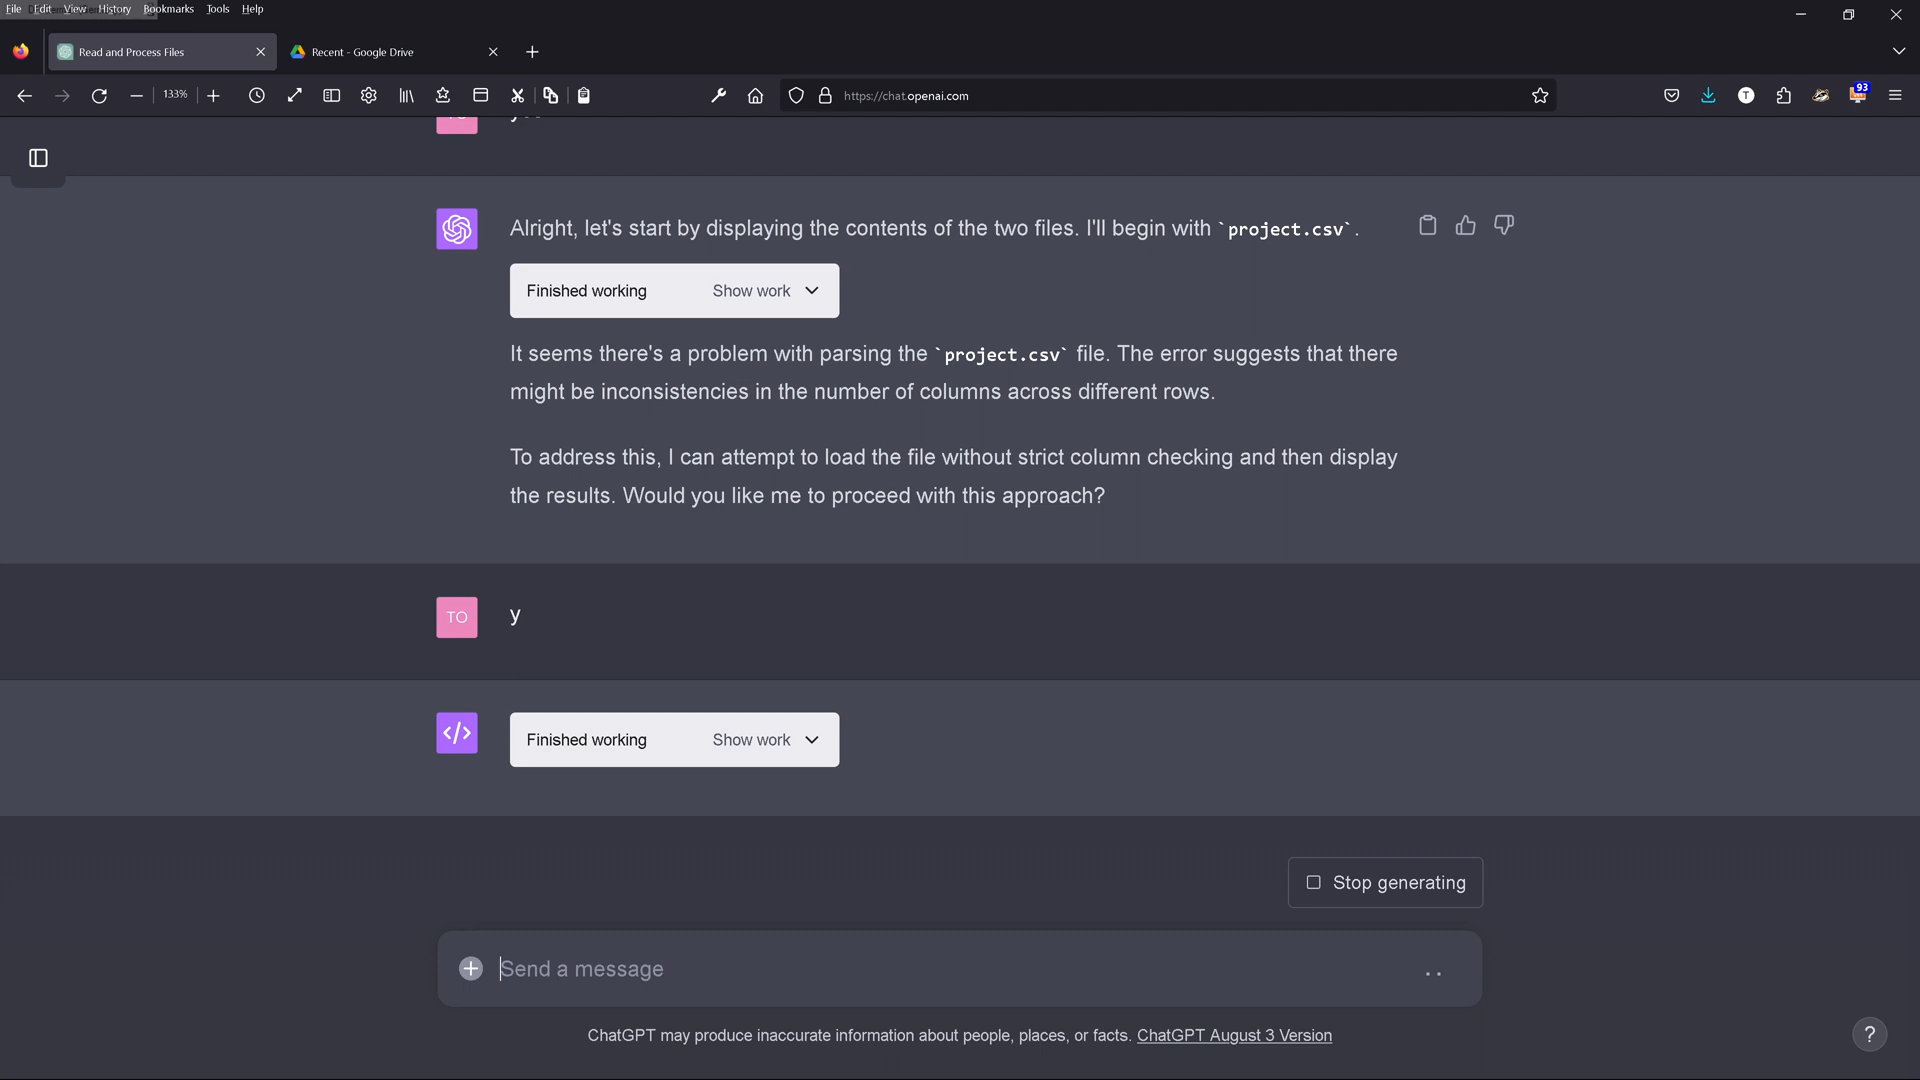 File Edit View History Bookmarks Tools Help
Read and Process Files
Recent - Google Drive
133%
https://chat.openai.com
T
93
Alright, let's start by displaying the contents of the two files. I'll begin with `project.csv`.
Finished working Show work
It seems there's a problem with parsing the `project.csv` file. The error suggests that there
might be inconsistencies in the number of columns across different rows.
To address this, I can attempt to load the file without strict column checking and then display
the results. Would you like me to proceed with this approach?
TO y
Finished working Show work
Stop generating
Send a message
ChatGPT may produce inaccurate information about people, places, or facts. ChatGPT August 3 Version
?